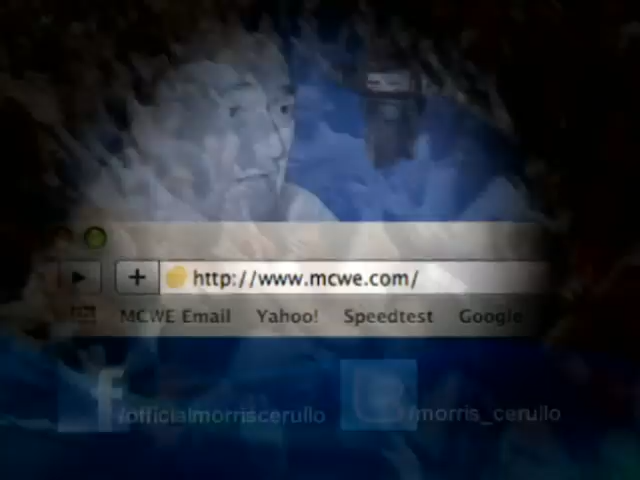 http://www.mcwe.com/
MCWE Email Yahoo! Speedtest Google
/officialmorriscerullo /morris_cerullo